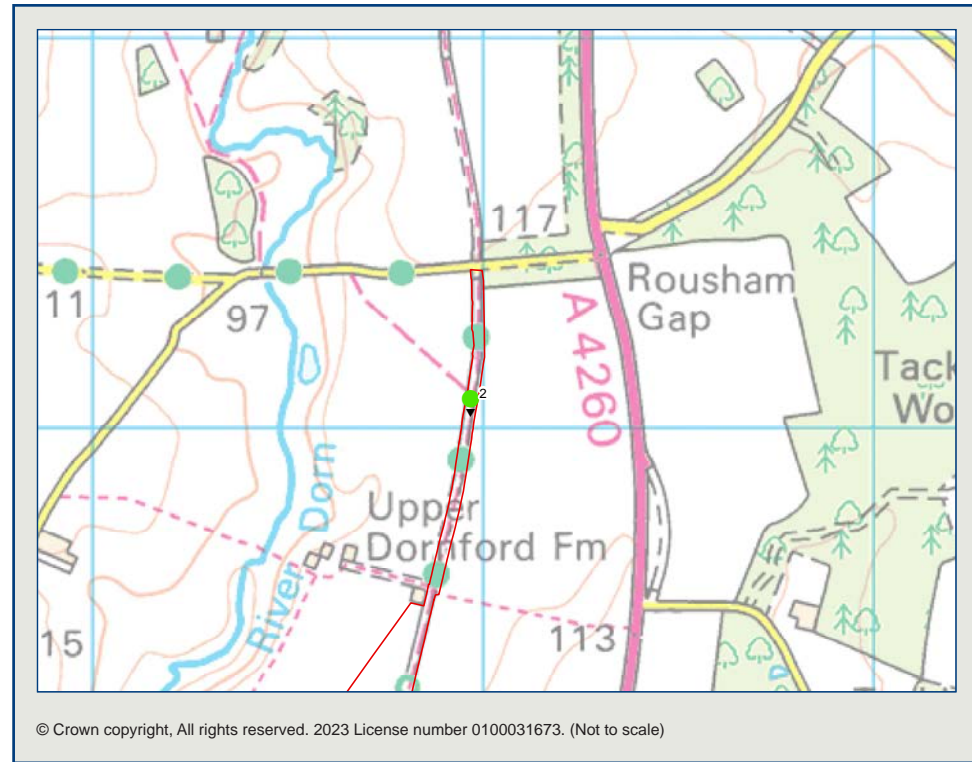 117
Rousham
Gap
11
97
A 4260
Tack
Wo
2
River Dorn
Upper
Dornford Fm
15
113
D
© Crown copyright, All rights reserved. 2023 License number 0100031673. (Not to scale)